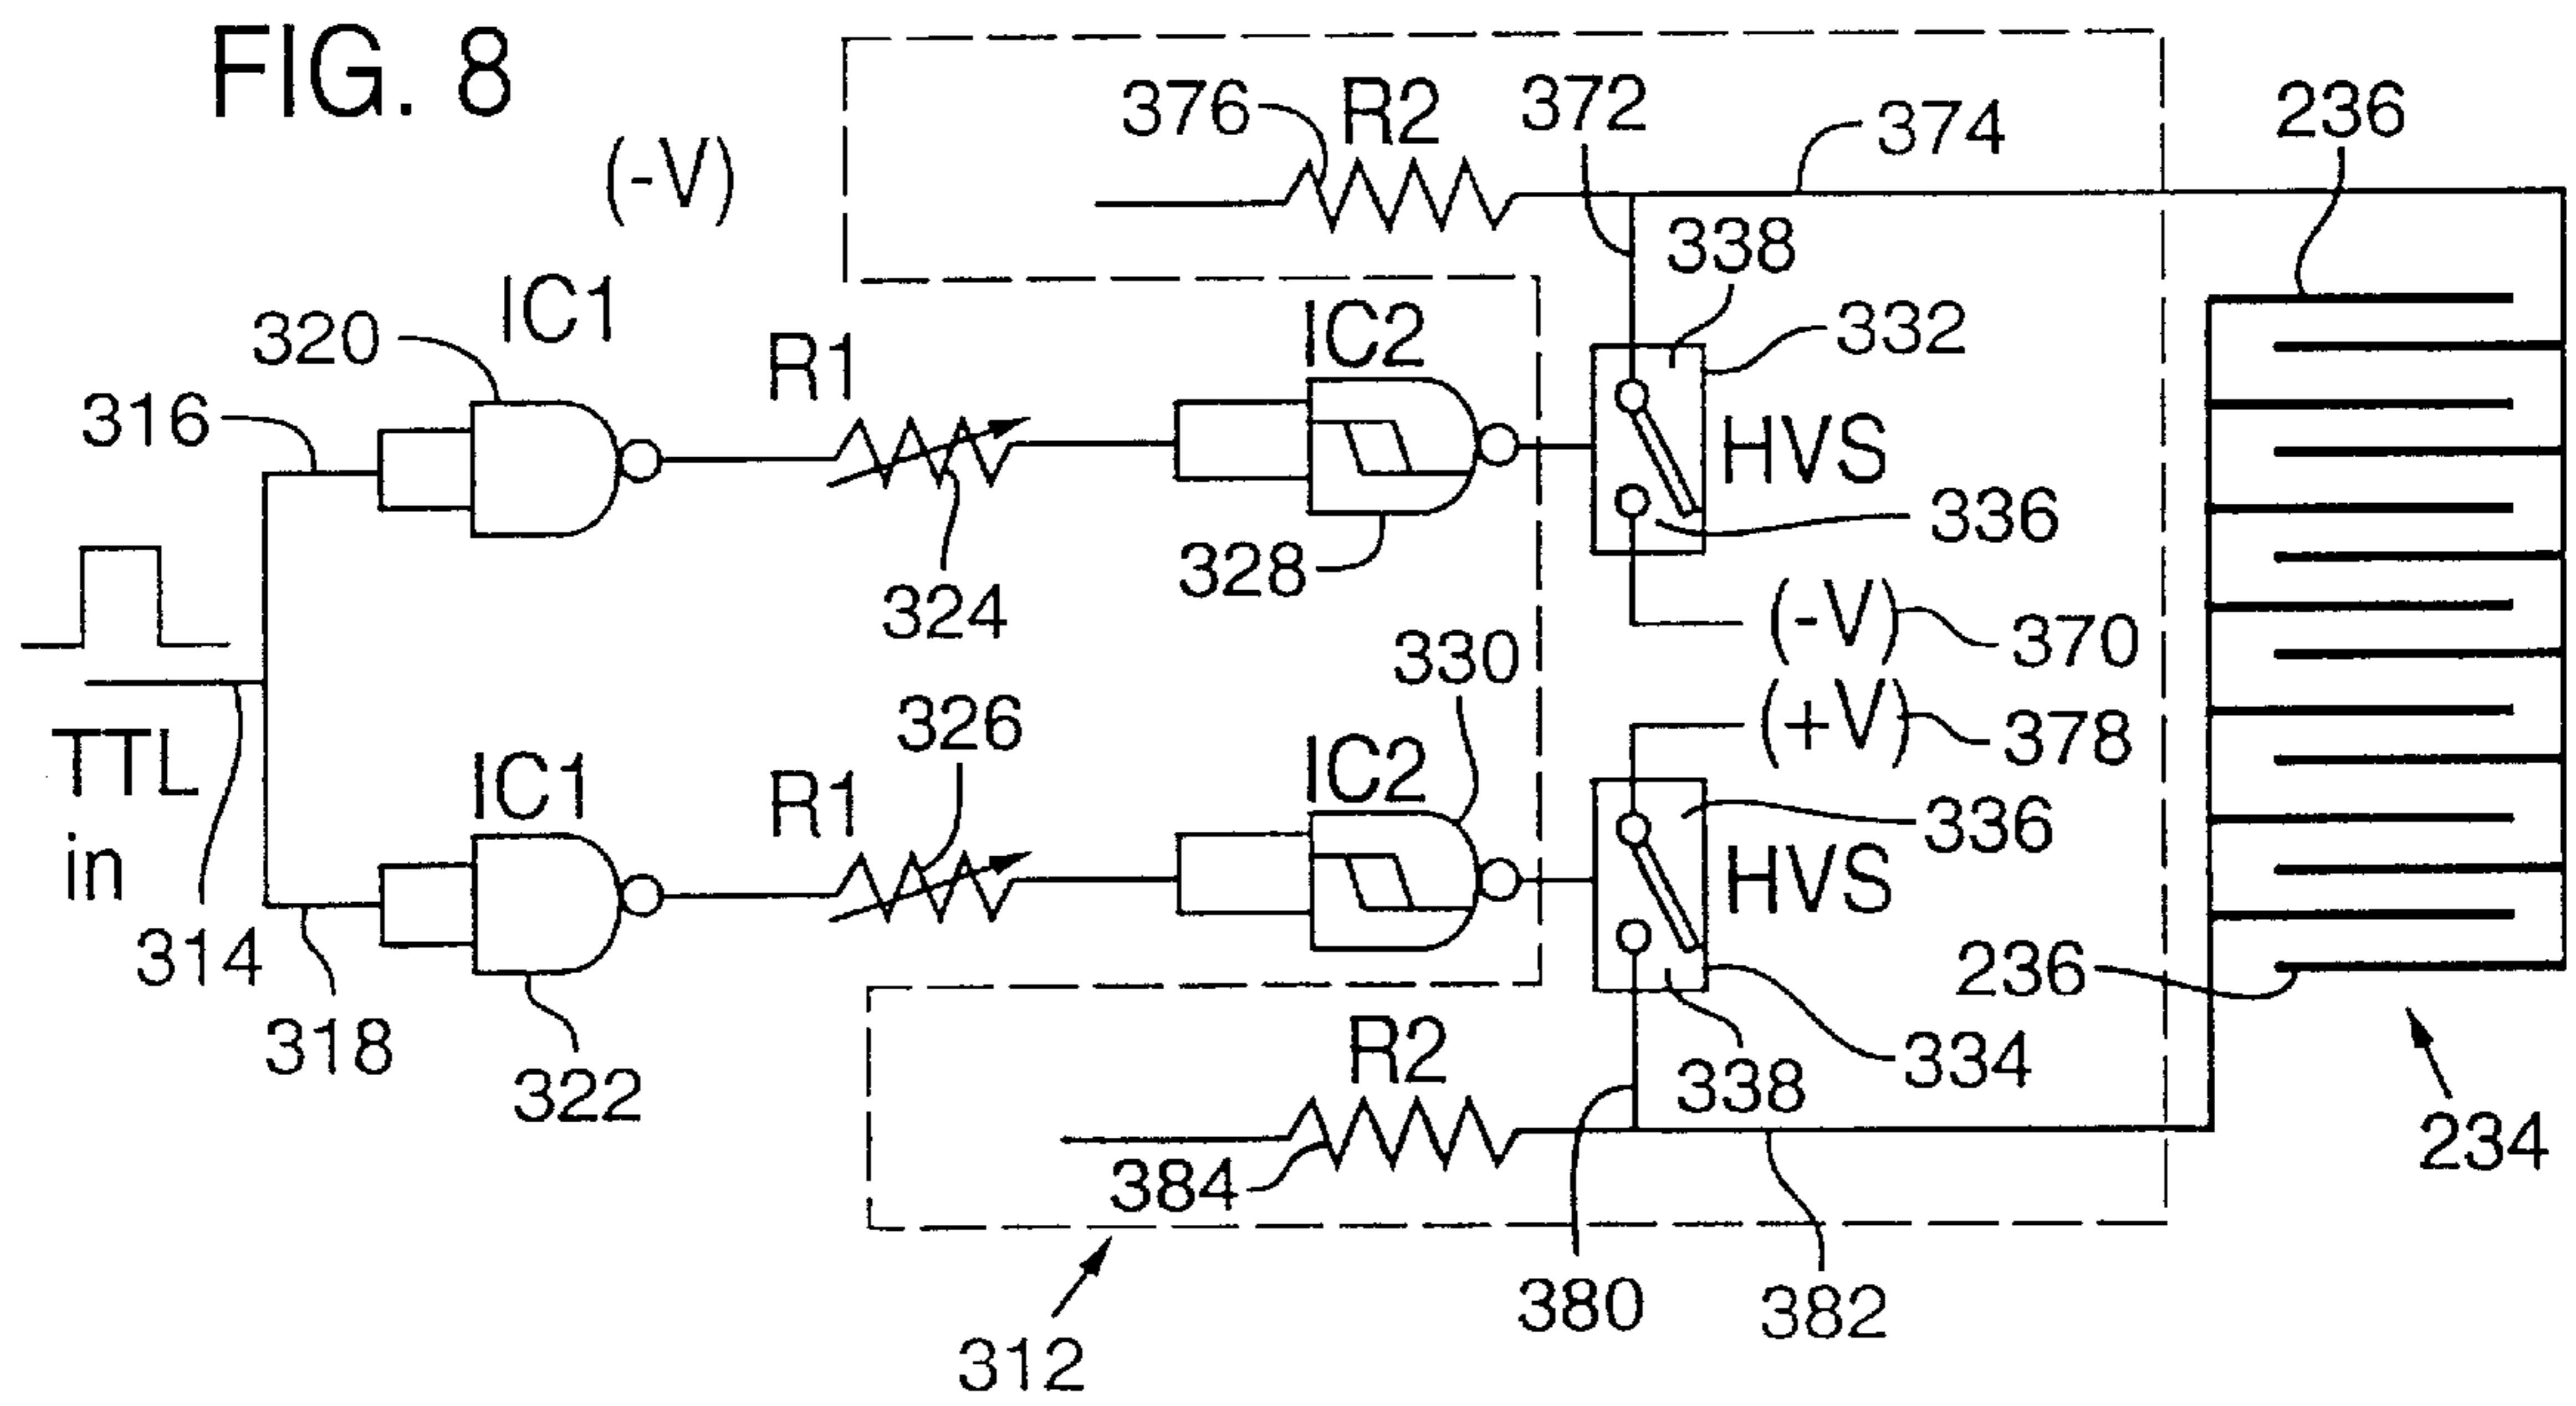 FIG. 8
(-V)
376
R2
372
374
236
338
332
IC1
320
316
R1
IC2
HVS
336
324
328
(-V)
370
330
(+V)
378
TTL
in
314
IC1
326
R1
IC2
336
HVS
318
322
236
334
338
R2
384
234
380
382
312